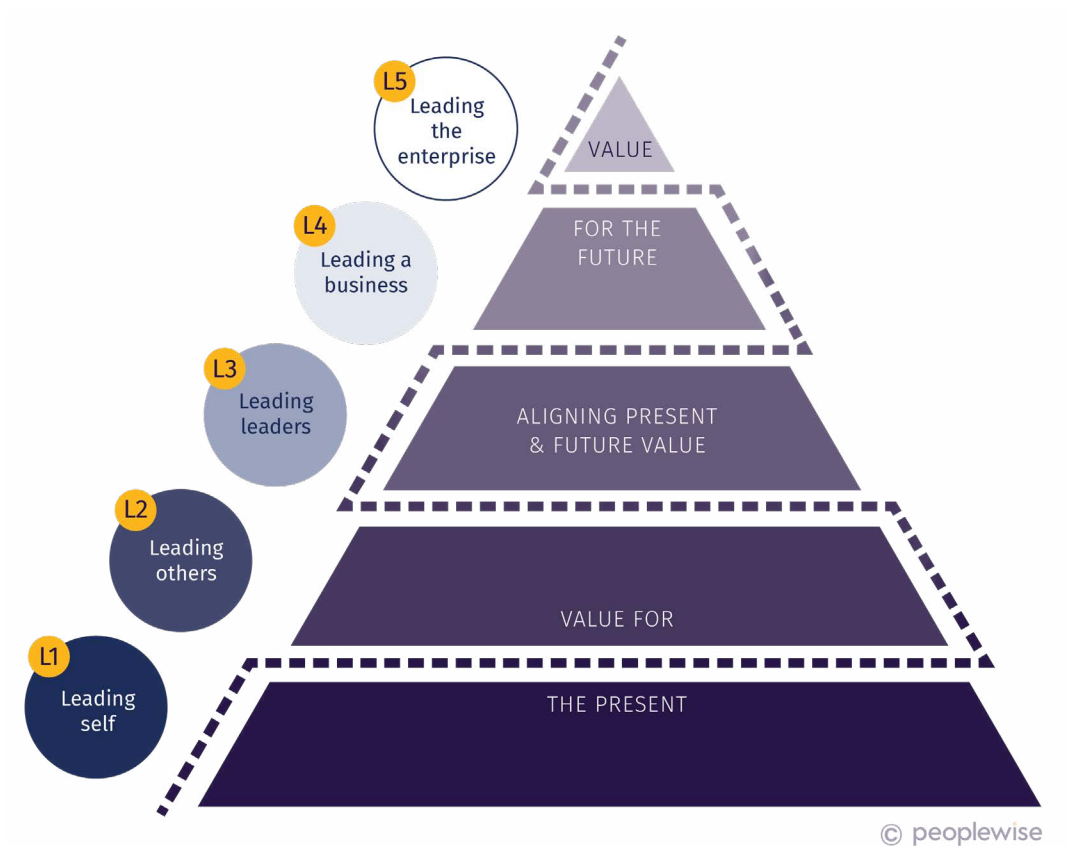 L5
Leading
the
enterprise
VALUE
L4
Leading a
business
FOR THE
FUTURE
L3
Leading
leaders
ALIGNING PRESENT
& FUTURE VALUE
L2
Leading
others
VALUE FOR
L1
Leading
self
THE PRESENT
© peoplewise